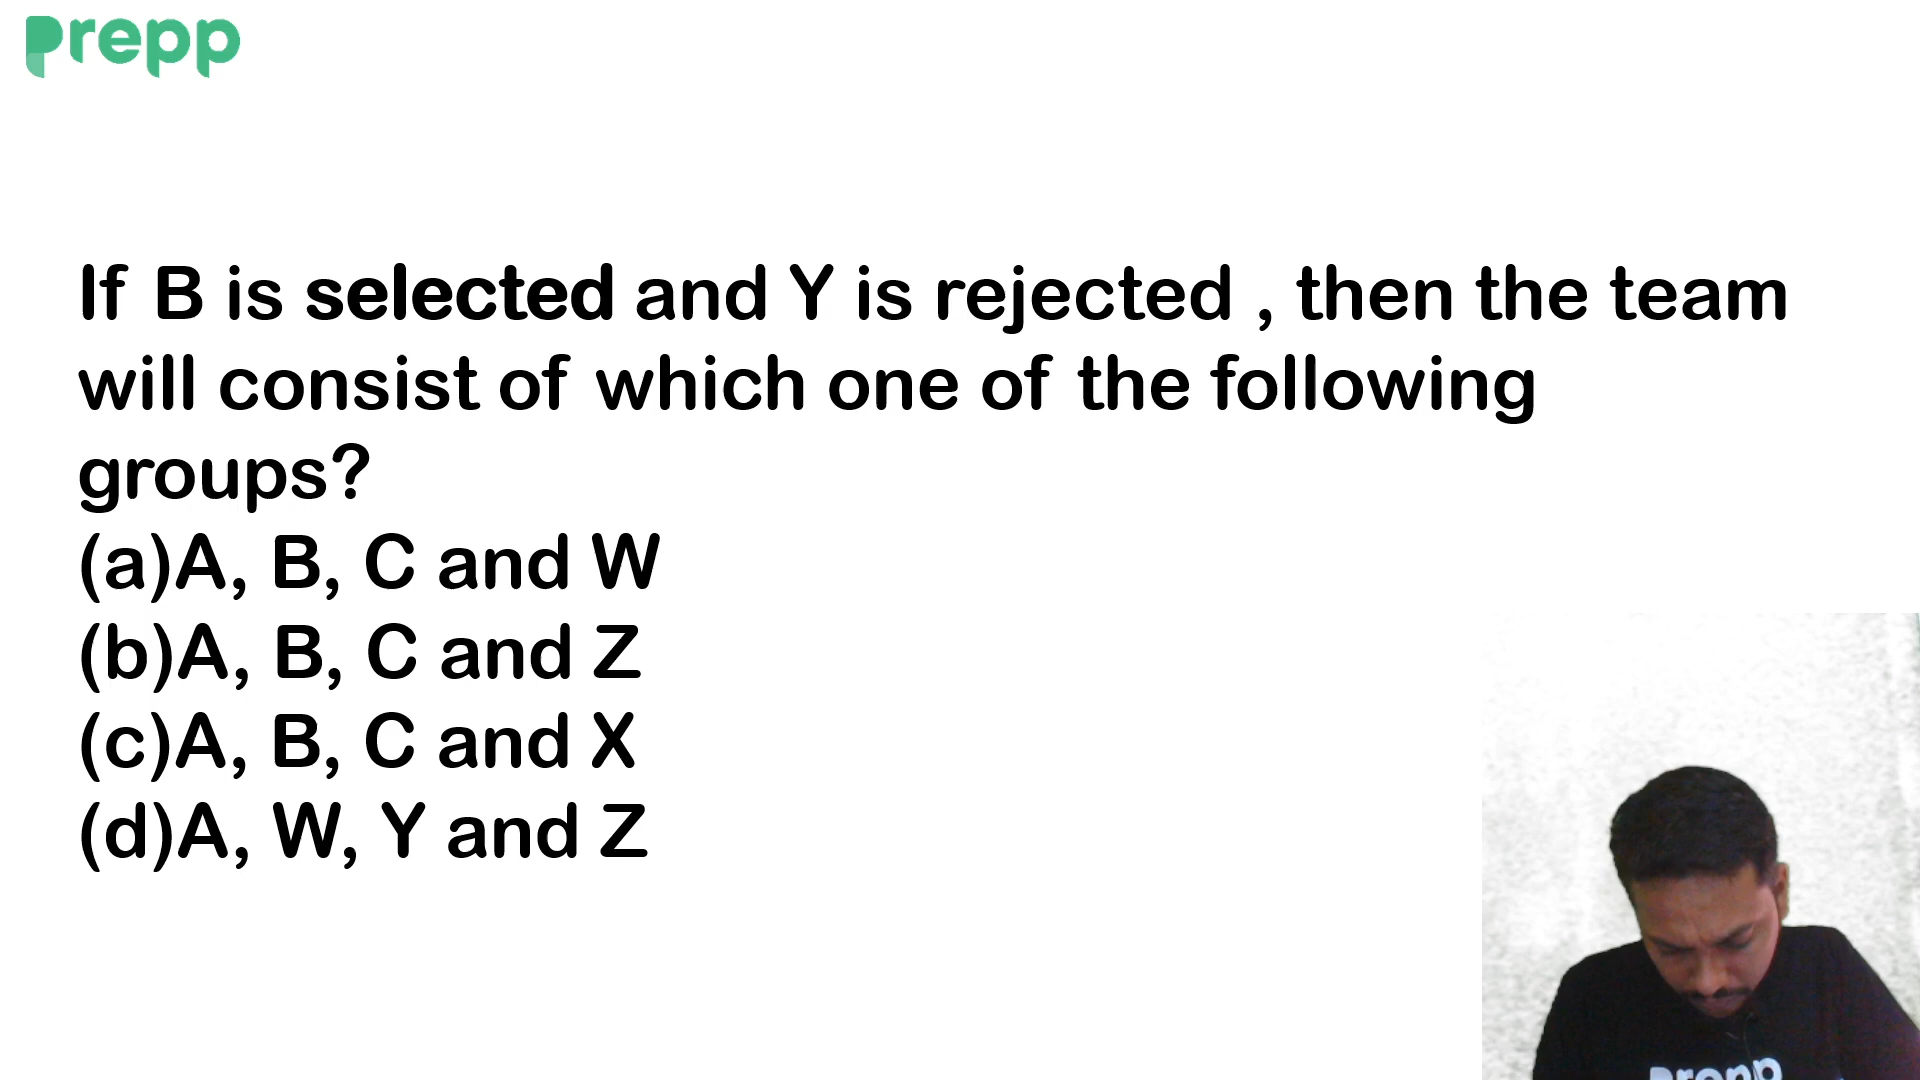 prepp
If B is selected and Y is rejected , then the team
will consist of which one of the following
groups?
(a)A, B, C and W
(b)A, B, C and Z
(c)A, B, C and X
(d)A, W, Y and Z
Prepp